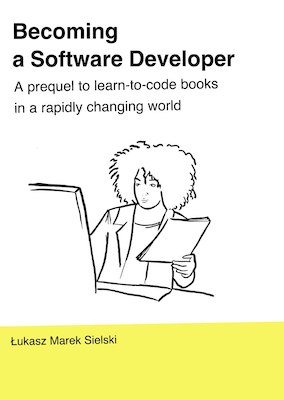 Becoming
a Software Developer
A prequel to learn-to-code books
in a rapidly changing world
Łukasz Marek Sielski